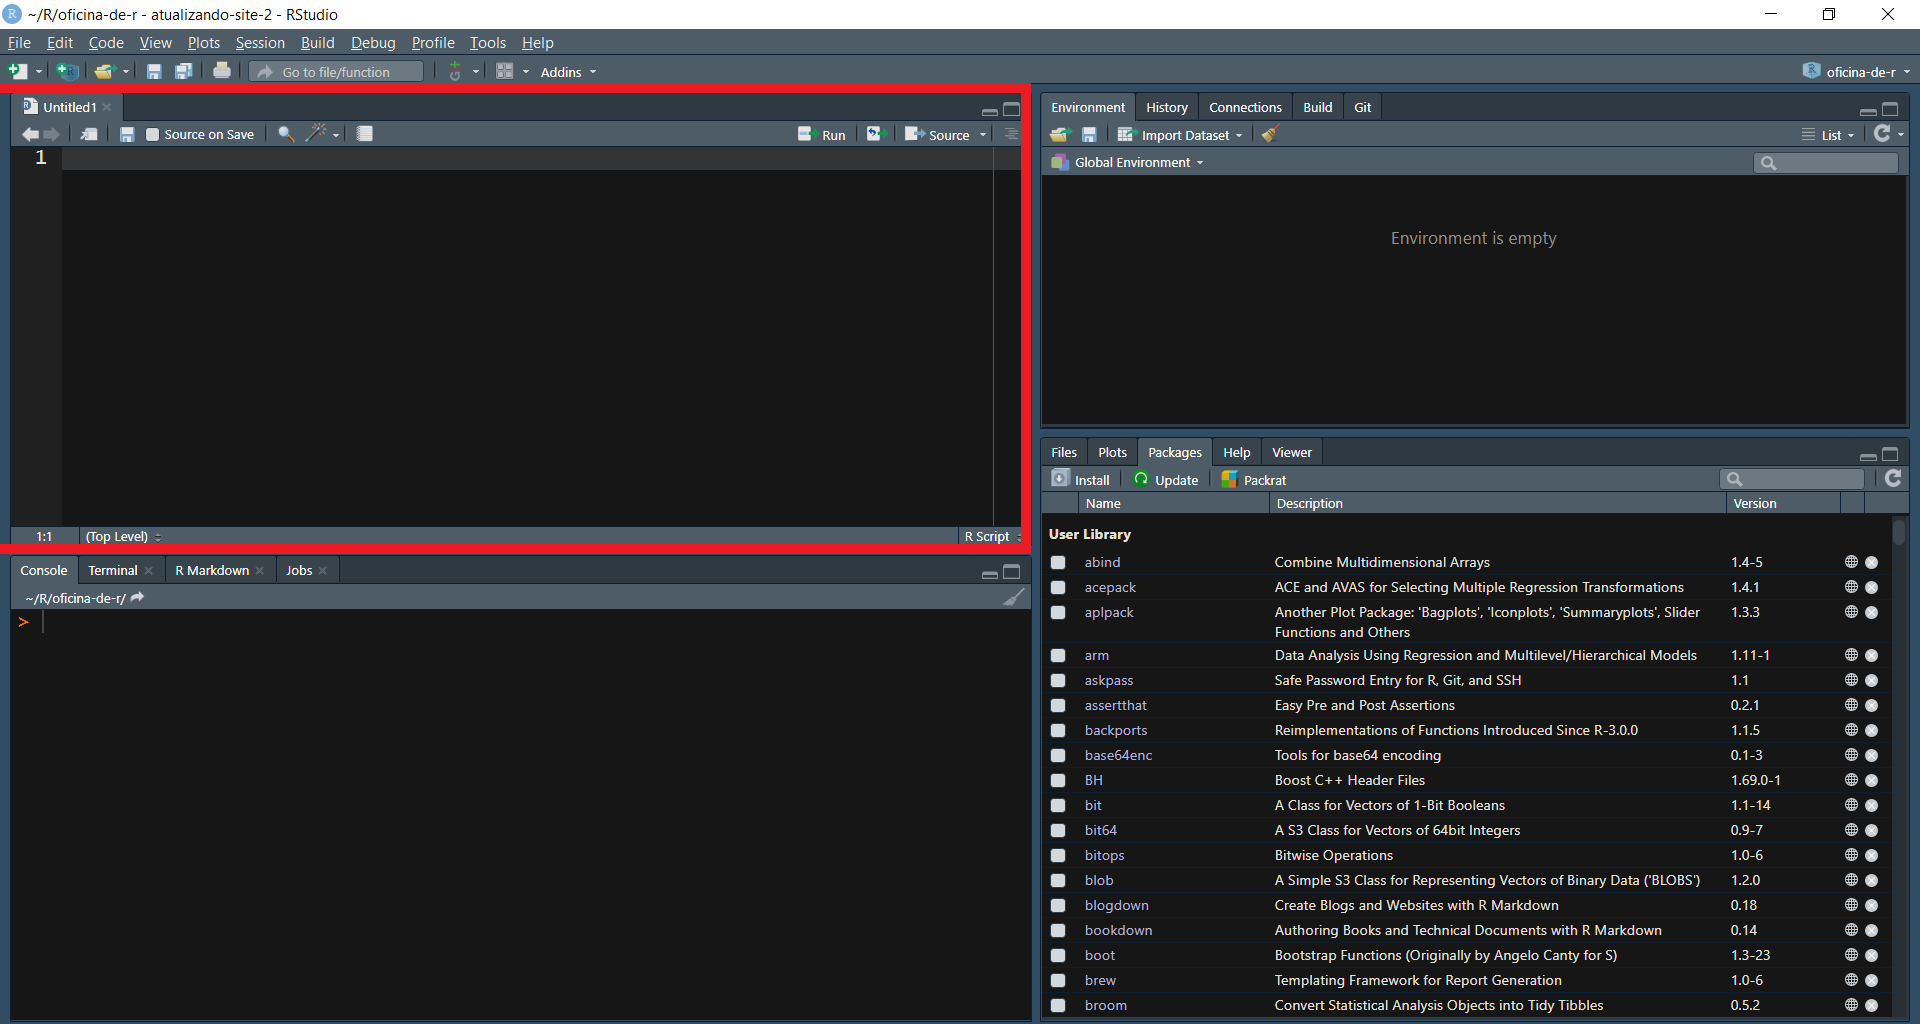 ~/R/oficina-de-r - atualizando-site-2 - RStudio
File Edit Code View Plots Session Build Debug Profile Tools Help
Go to file/function Addins oficina-de-r
Untitled1
Source on Save Run Source
1
1:1 (Top Level) R Script
Console Terminal R Markdown Jobs
~/R/oficina-de-r/
>
Environment History Connections Build Git
Import Dataset List
Global Environment
Environment is empty
Files Plots Packages Help Viewer
Install Update Packrat
Name Description Version
User Library
abind Combine Multidimensional Arrays 1.4-5
acepack ACE and AVAS for Selecting Multiple Regression Transformations 1.4.1
aplpack Another Plot Package: 'Bagplots', 'Iconplots', 'Summaryplots', Slider 1.3.3
Functions and Others
arm Data Analysis Using Regression and Multilevel/Hierarchical Models 1.11-1
askpass Safe Password Entry for R, Git, and SSH 1.1
assertthat Easy Pre and Post Assertions 0.2.1
backports Reimplementations of Functions Introduced Since R-3.0.0 1.1.5
base64enc Tools for base64 encoding 0.1-3
BH Boost C++ Header Files 1.69.0-1
bit A Class for Vectors of 1-Bit Booleans 1.1-14
bit64 A S3 Class for Vectors of 64bit Integers 0.9-7
bitops Bitwise Operations 1.0-6
blob A Simple S3 Class for Representing Vectors of Binary Data ('BLOBS') 1.2.0
blogdown Create Blogs and Websites with R Markdown 0.18
bookdown Authoring Books and Technical Documents with R Markdown 0.14
boot Bootstrap Functions (Originally by Angelo Canty for S) 1.3-23
brew Templating Framework for Report Generation 1.0-6
broom Convert Statistical Analysis Objects into Tidy Tibbles 0.5.2